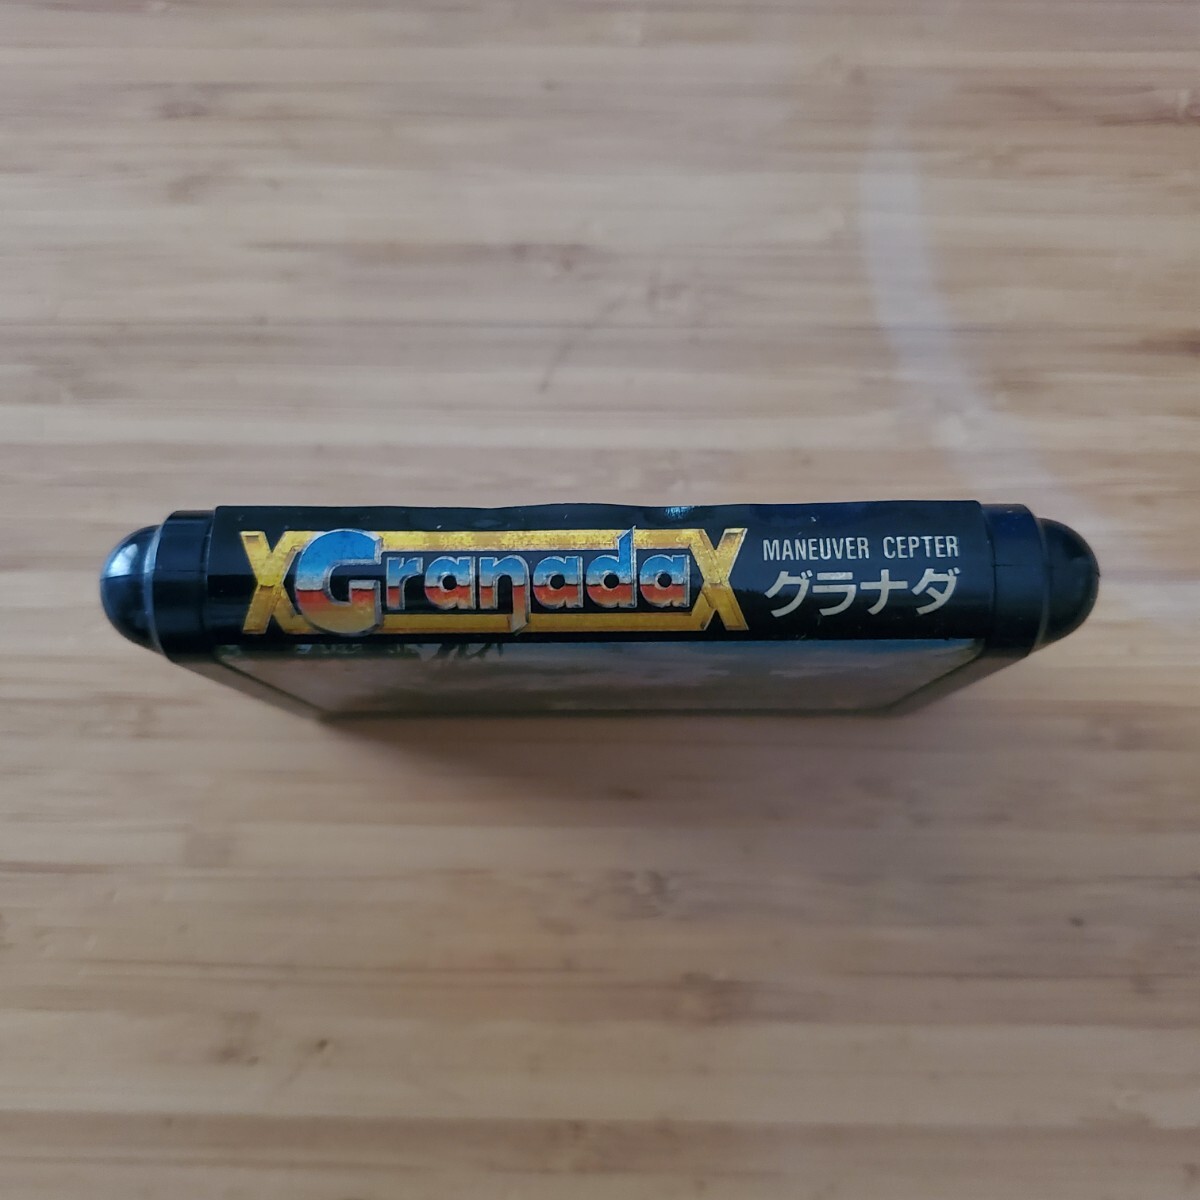 XGranadaX
MANEUVER CEPTER
グラナダ